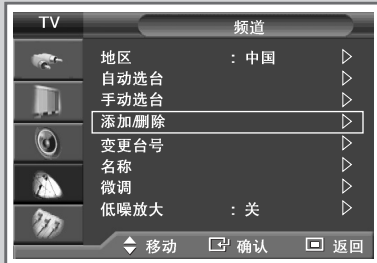 TV
频道
地区 : 中国
自动选台
手动选台
添加/删除
变更台号
名称
微调
低噪放大 : 关
移动 确认 返回